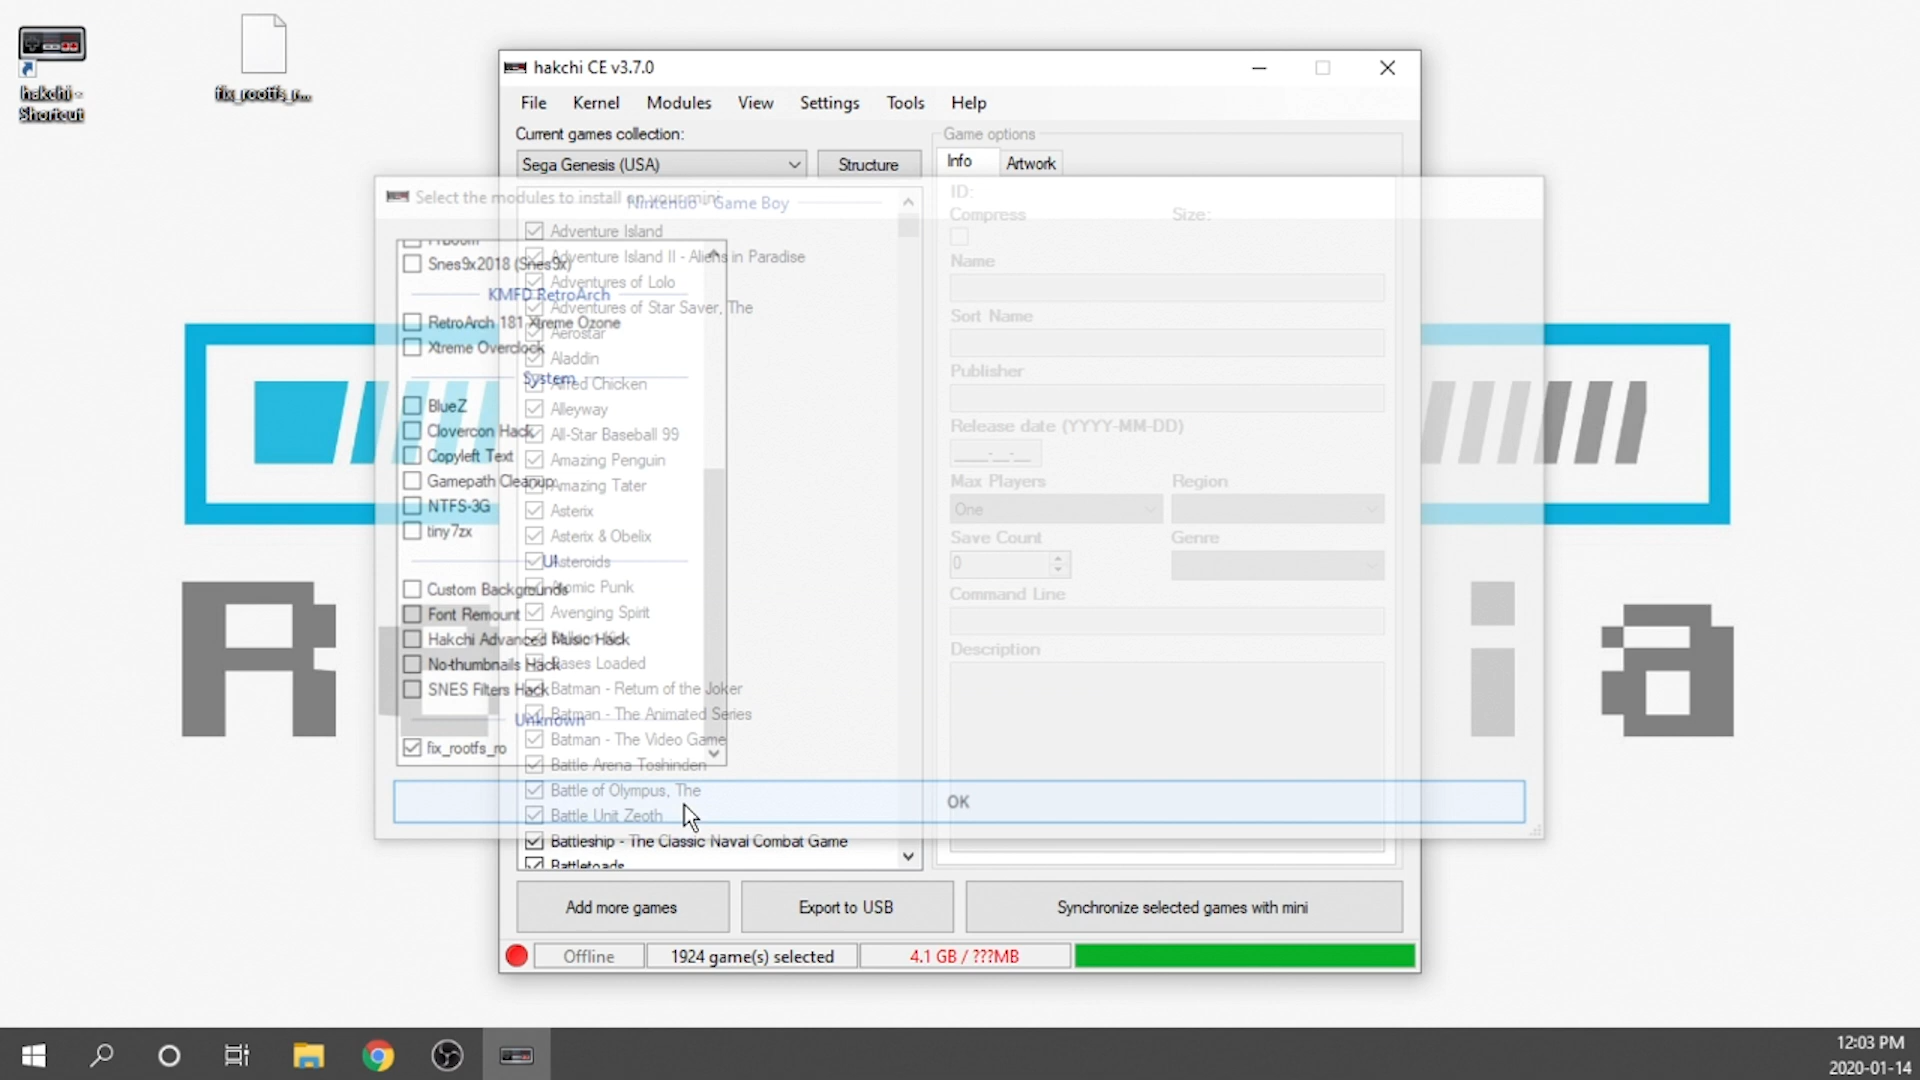 hakchi -
Shortcut
fix_rootfs_r...
hakchi CE v3.7.0
File Kernel Modules View Settings Tools Help
Current games collection:
Sega Genesis (USA)
Structure
Game options
Info Artwork
Select the modules to install on your mini
Nintendo - Game Boy
Adventure Island
Adventure Island II - Aliens in Paradise
Adventures of Lolo
Adventures of Star Saver, The
Aerostar
Aladdin
Alfred Chicken
Alleyway
All-Star Baseball 99
Amazing Penguin
Amazing Tater
Asterix
Asterix & Obelix
Asteroids
Atomic Punk
Avenging Spirit
Bases Loaded
Batman - Return of the Joker
Batman - The Animated Series
Batman - The Video Game
Battle Arena Toshinden
Battle of Olympus, The
Battle Unit Zeoth
Battleship - The Classic Naval Combat Game
Battletoads
Snes9x2018 (Snes9x)
KMFD RetroArch
RetroArch 181 Xtreme Ozone
Xtreme Overclock
System
BlueZ
Clovercon Hack
Copyleft Text
Gamepath Cleanup
NTFS-3G
tiny7zx
UI
Custom Backgrounds
Font Remount
Hakchi Advanced Music Hack
No-thumbnails Hack
SNES Filters Hack
Unknown
fix_rootfs_ro
OK
ID:
Compress
Size:
Name
Sort Name
Publisher
Release date (YYYY-MM-DD)
____-__-__
Max Players
Region
One
Save Count
Genre
0
Command Line
Description
Add more games
Export to USB
Synchronize selected games with mini
Offline
1924 game(s) selected
4.1 GB / ???MB
R
i a
12:03 PM
2020-01-14